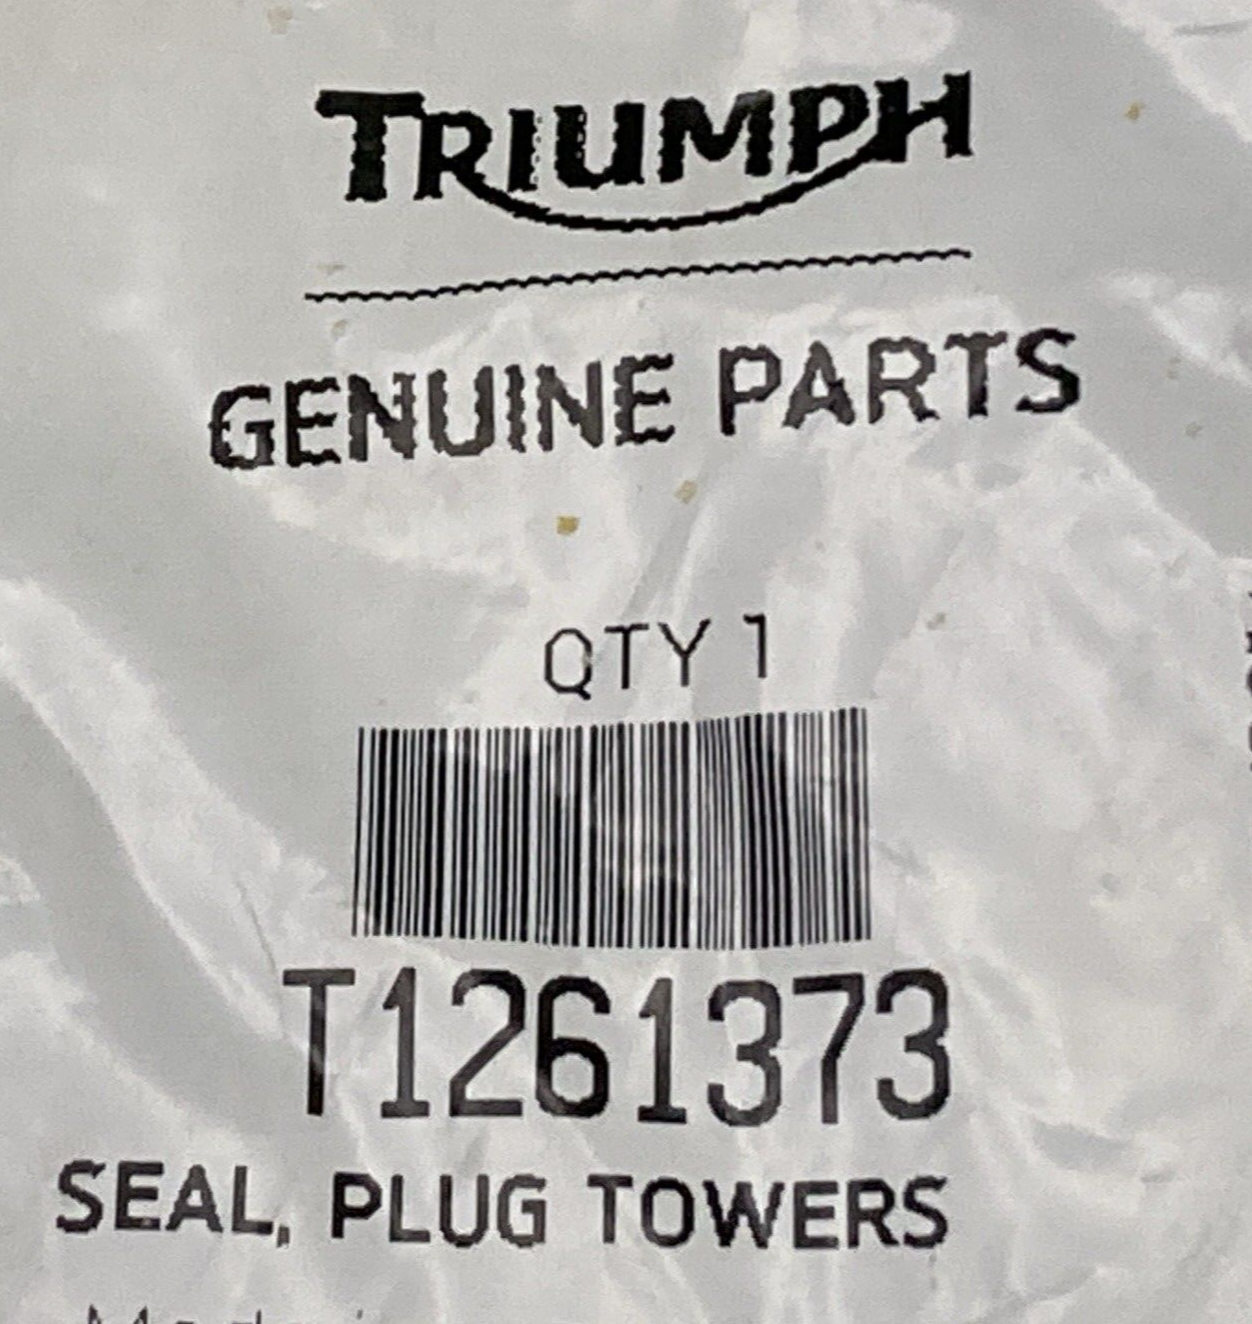 TRIUMPH
GENUINE PARTS
QTY 1
T1261373
SEAL, PLUG TOWERS